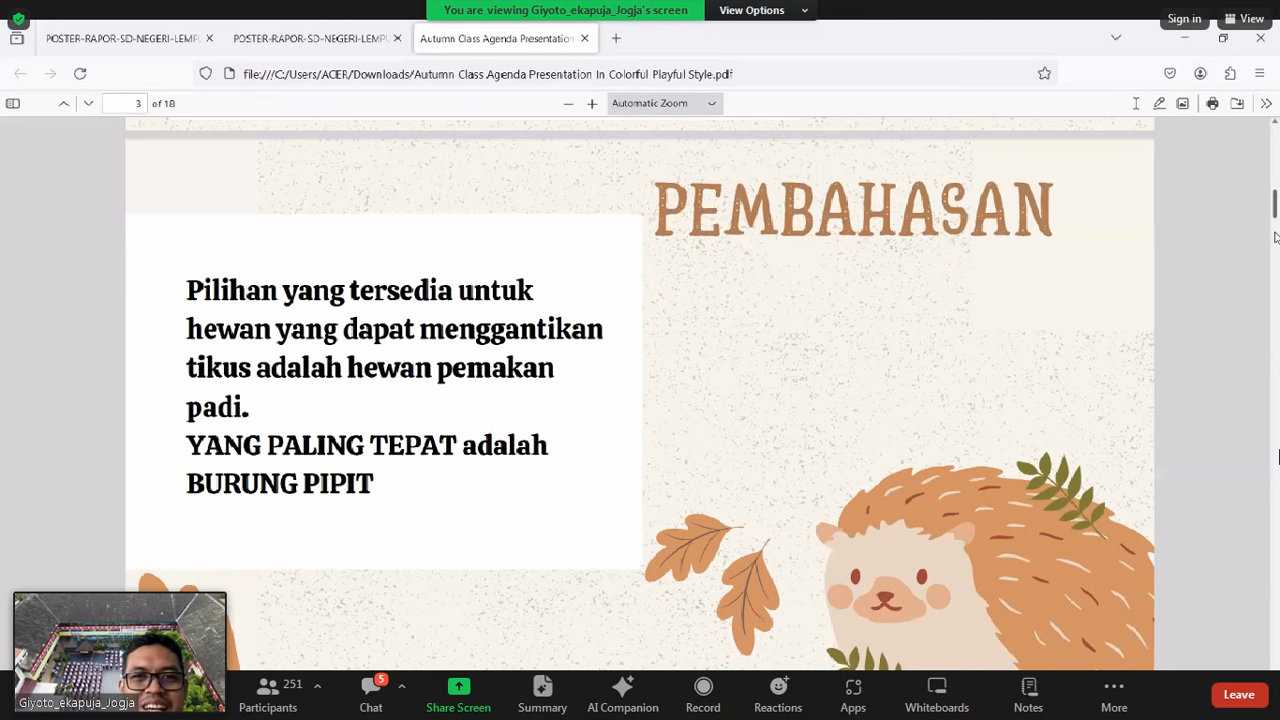 You are viewing Giyoto_ekapuja_Jogja's screen
View Options
Sign in
View
POSTER-RAPOR-SD-NEGERI-LEMPU
POSTER-RAPOR-SD-NEGERI-LEMPU
Autumn Class Agenda Presentation
file:///C:/Users/ACER/Downloads/Autumn Class Agenda Presentation In Colorful Playful Style.pdf
3 of 18
Automatic Zoom
PEMBAHASAN
Pilihan yang tersedia untuk
hewan yang dapat menggantikan
tikus adalah hewan pemakan
padi.
YANG PALING TEPAT adalah
BURUNG PIPIT
Giyoto_ekapuja_Jogja
251
5
Participants
Chat
Share Screen
Summary
AI Companion
Record
Reactions
Apps
Whiteboards
Notes
More
Leave